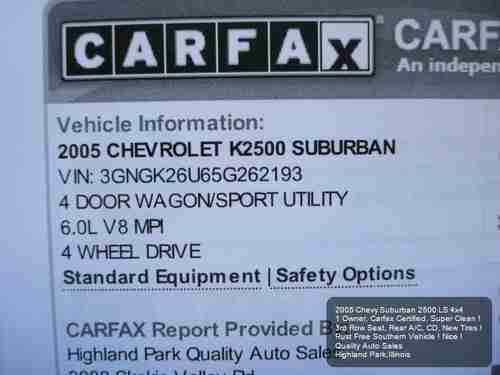 CARFAX
CARF
An indepen
Vehicle Information:
2005 CHEVROLET K2500 SUBURBAN
VIN: 3GNGK26U65G262193
4 DOOR WAGON/SPORT UTILITY
6.0L V8 MPI
4 WHEEL DRIVE
Standard Equipment | Safety Options
CARFAX Report Provided B
Highland Park Quality Auto Sale
2005 Chevy Suburban 2500 LS 4x4
1 Owner, Carfax Certified, Super Clean !
3rd Row Seat, Rear A/C, CD, New Tires !
Rust Free Southern Vehicle ! Nice !
Quality Auto Sales
Highland Park,Illinois